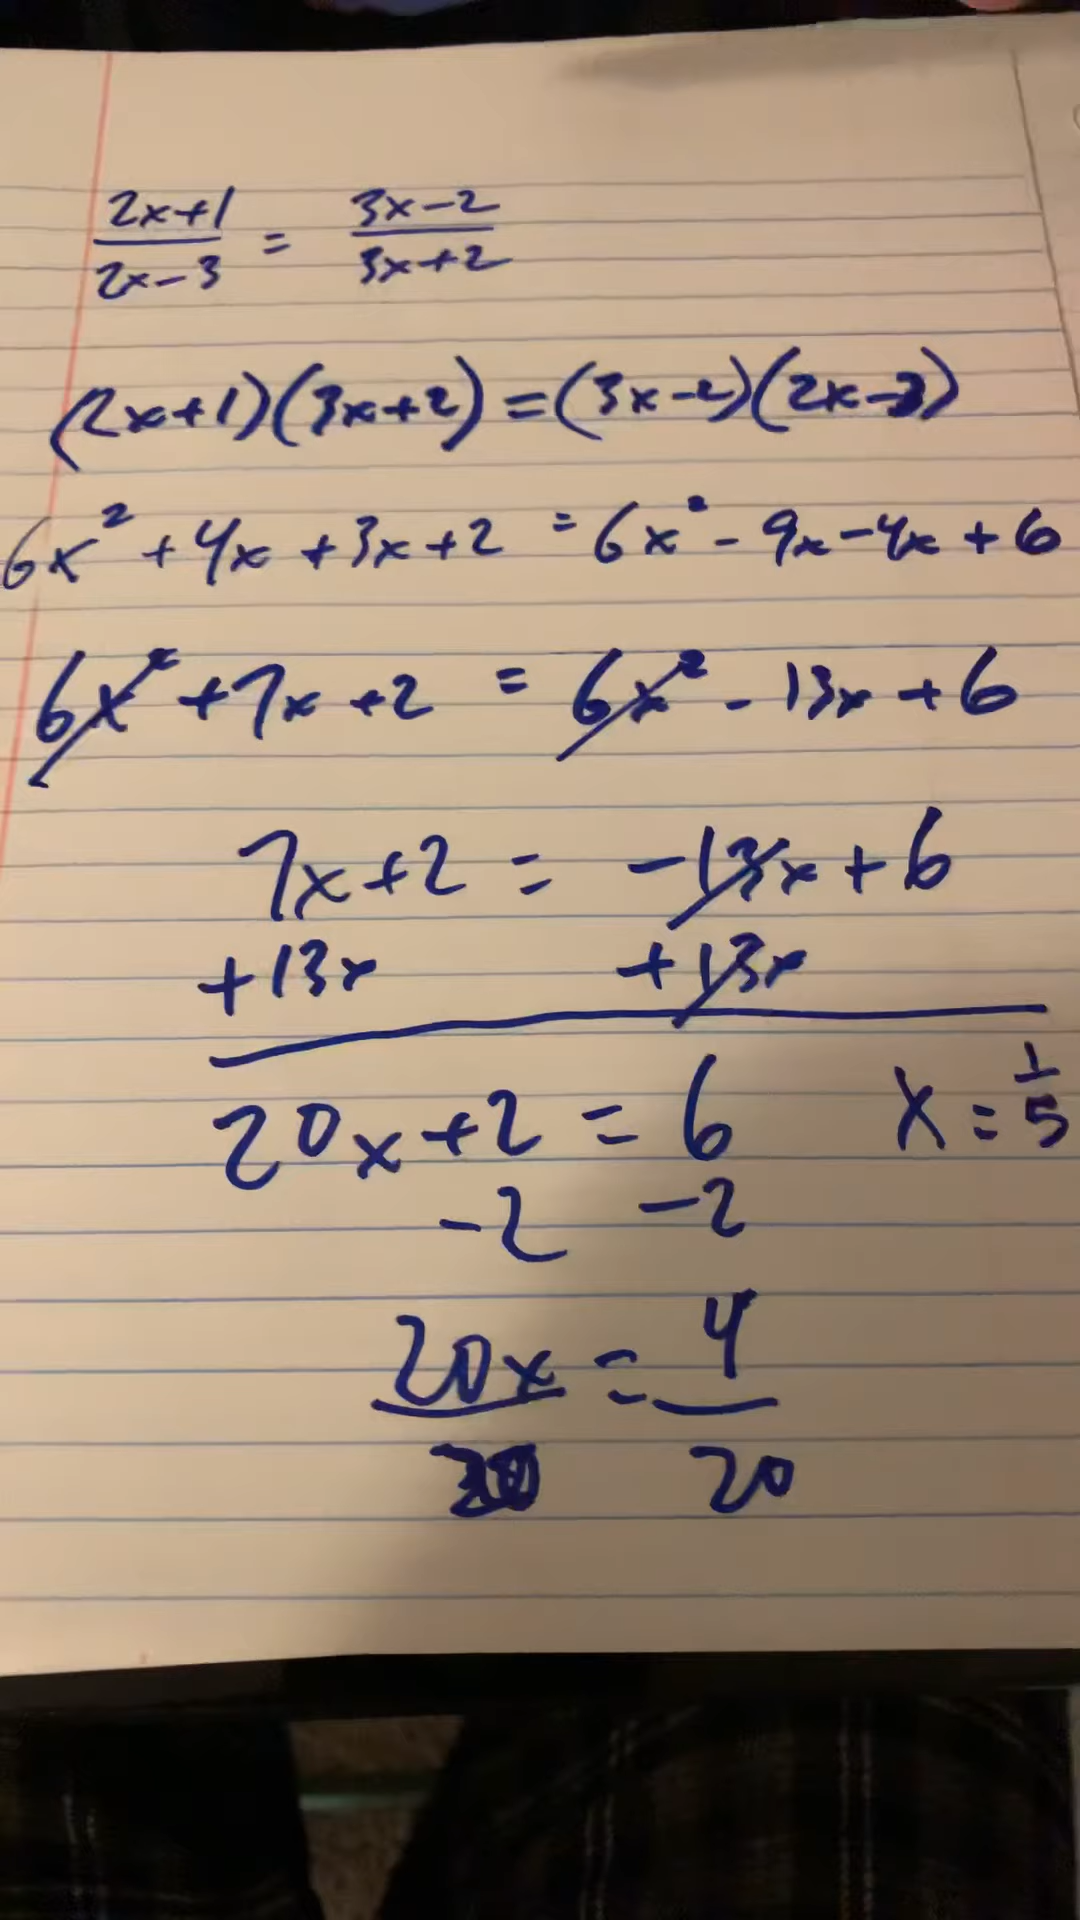 2x+1 / 2x-3 = 3x-2 / 3x+2
(2x+1)(3x+2) = (3x-2)(2x-3)
6x² + 4x + 3x + 2 = 6x² - 9x - 4x + 6
6x² + 7x + 2 = 6x² - 13x + 6
7x + 2 = -13x + 6
+13x +13x
20x + 2 = 6 x = 1/5
-2 -2
20x / 20 = 4 / 20